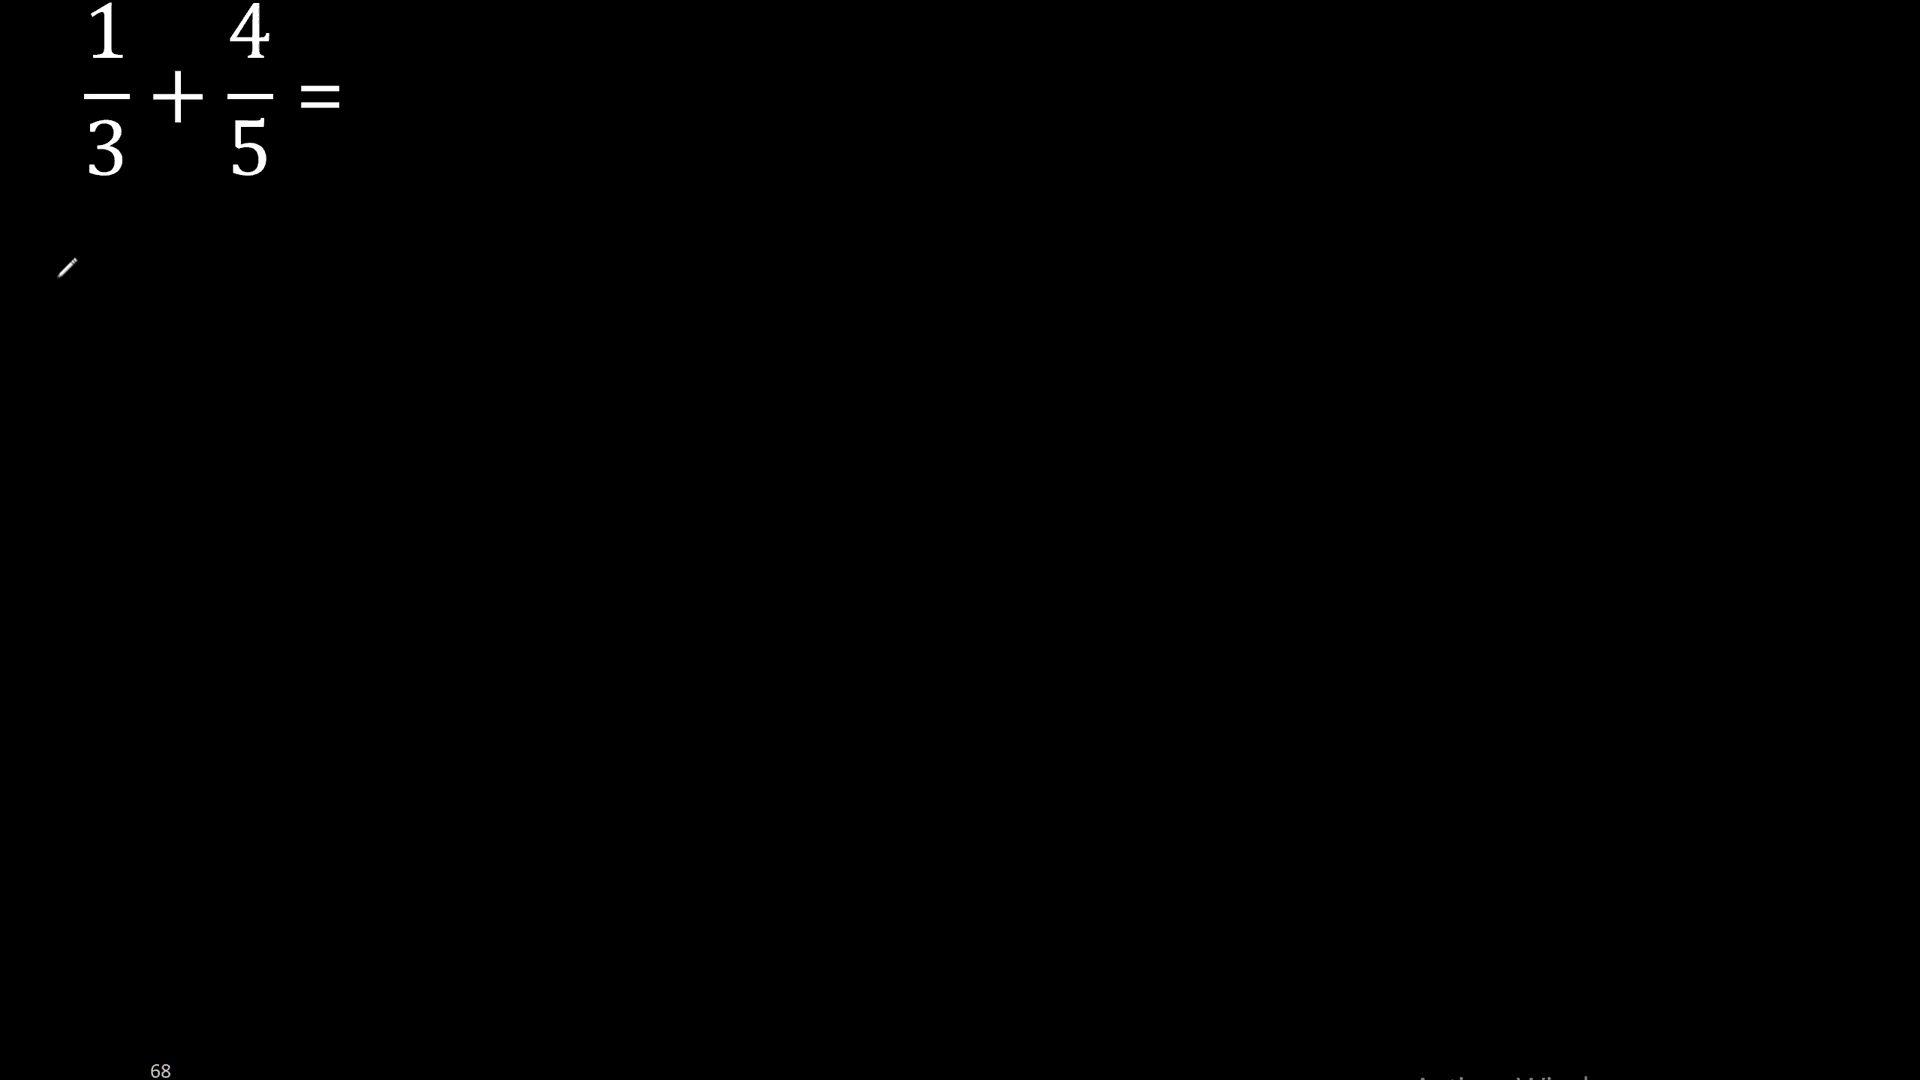 1/3 + 4/5 =
68